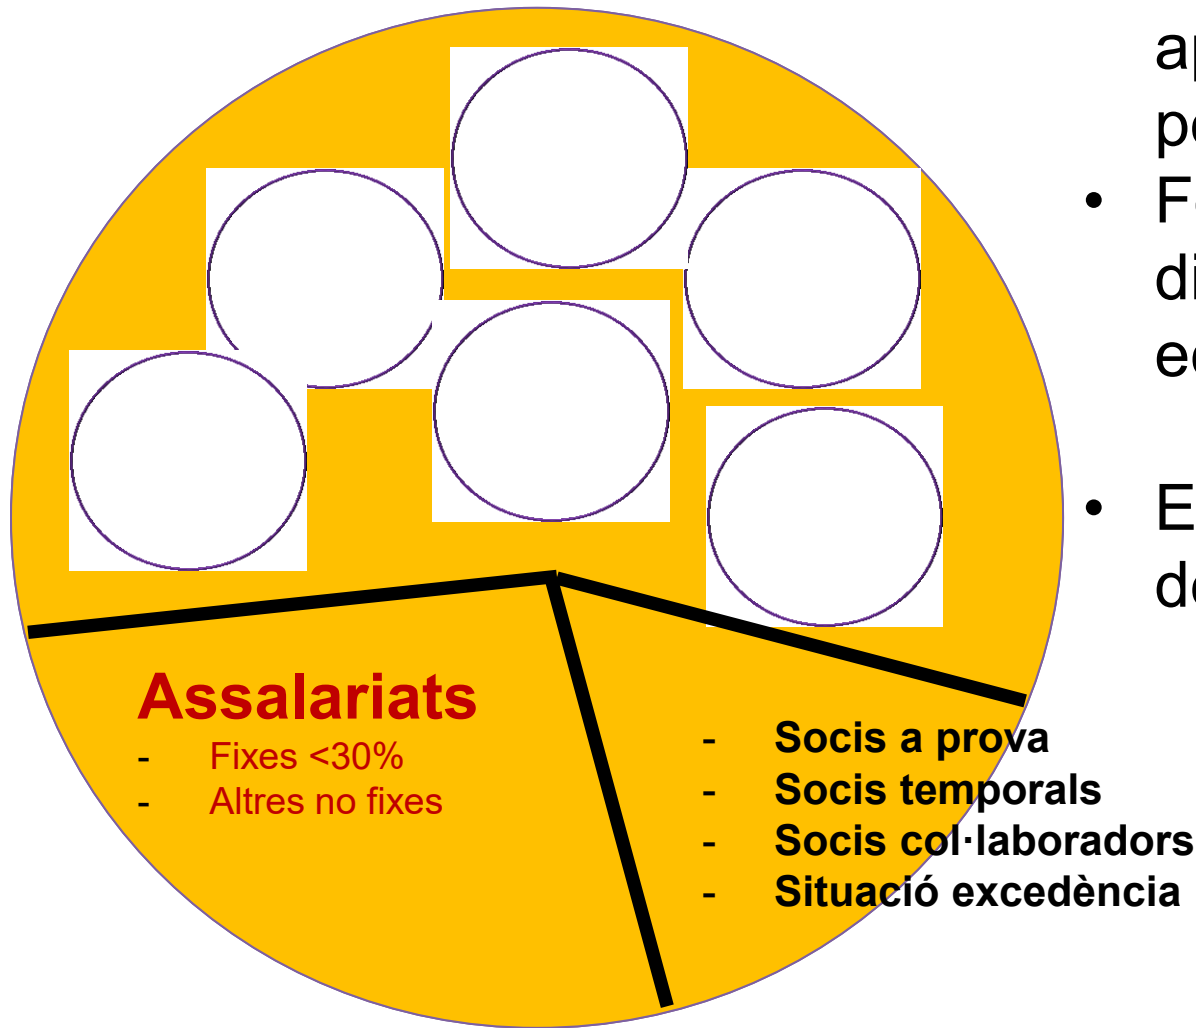 Assalariats
- Fixes <30%
- Altres no fixes
- Socis a prova
- Socis temporals
- Socis col·laboradors
- Situació excedència